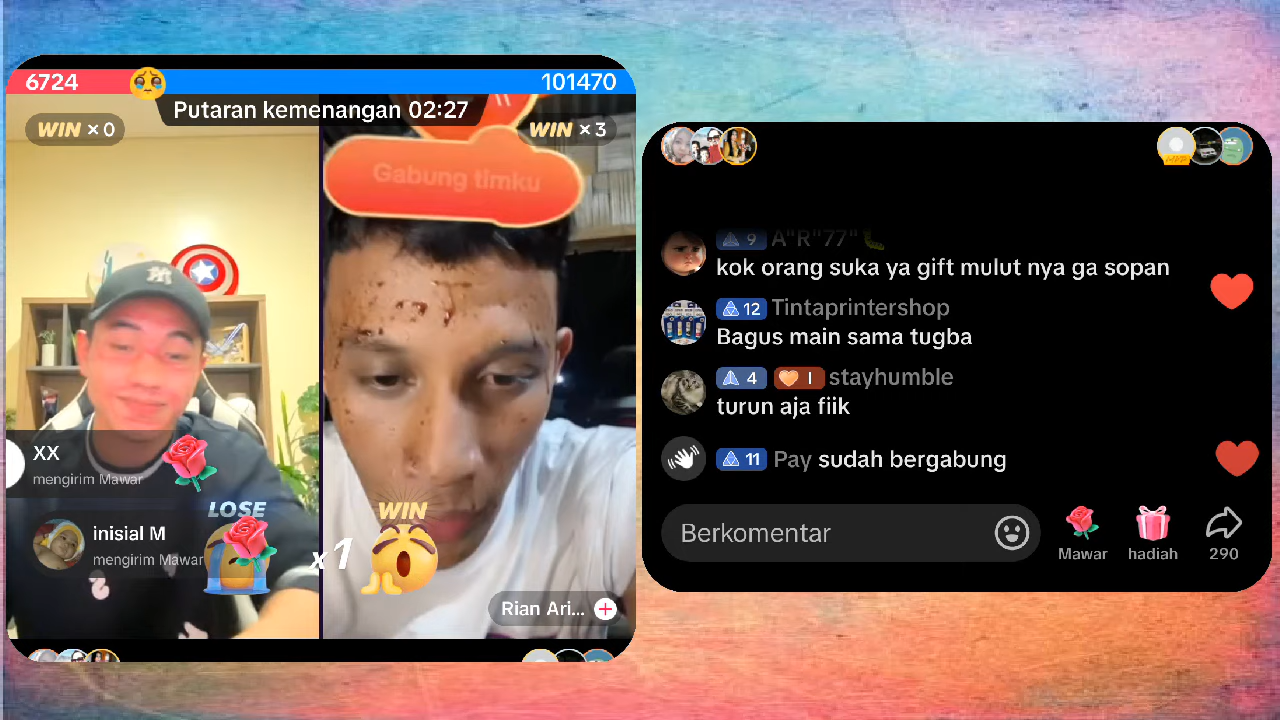 6724
101470
Putaran kemenangan 02:27
WIN × 0
WIN × 3
Gabung timku
XX
mengirim Mawar
LOSE
WIN
inisial M
mengirim Mawar
x1
Rian Ari...
9 A"R"77"
kok orang suka ya gift mulut nya ga sopan
12 Tintaprintershop
Bagus main sama tugba
4 I stayhumble
turun aja fiik
11 Pay sudah bergabung
Berkomentar
Mawar
hadiah
290